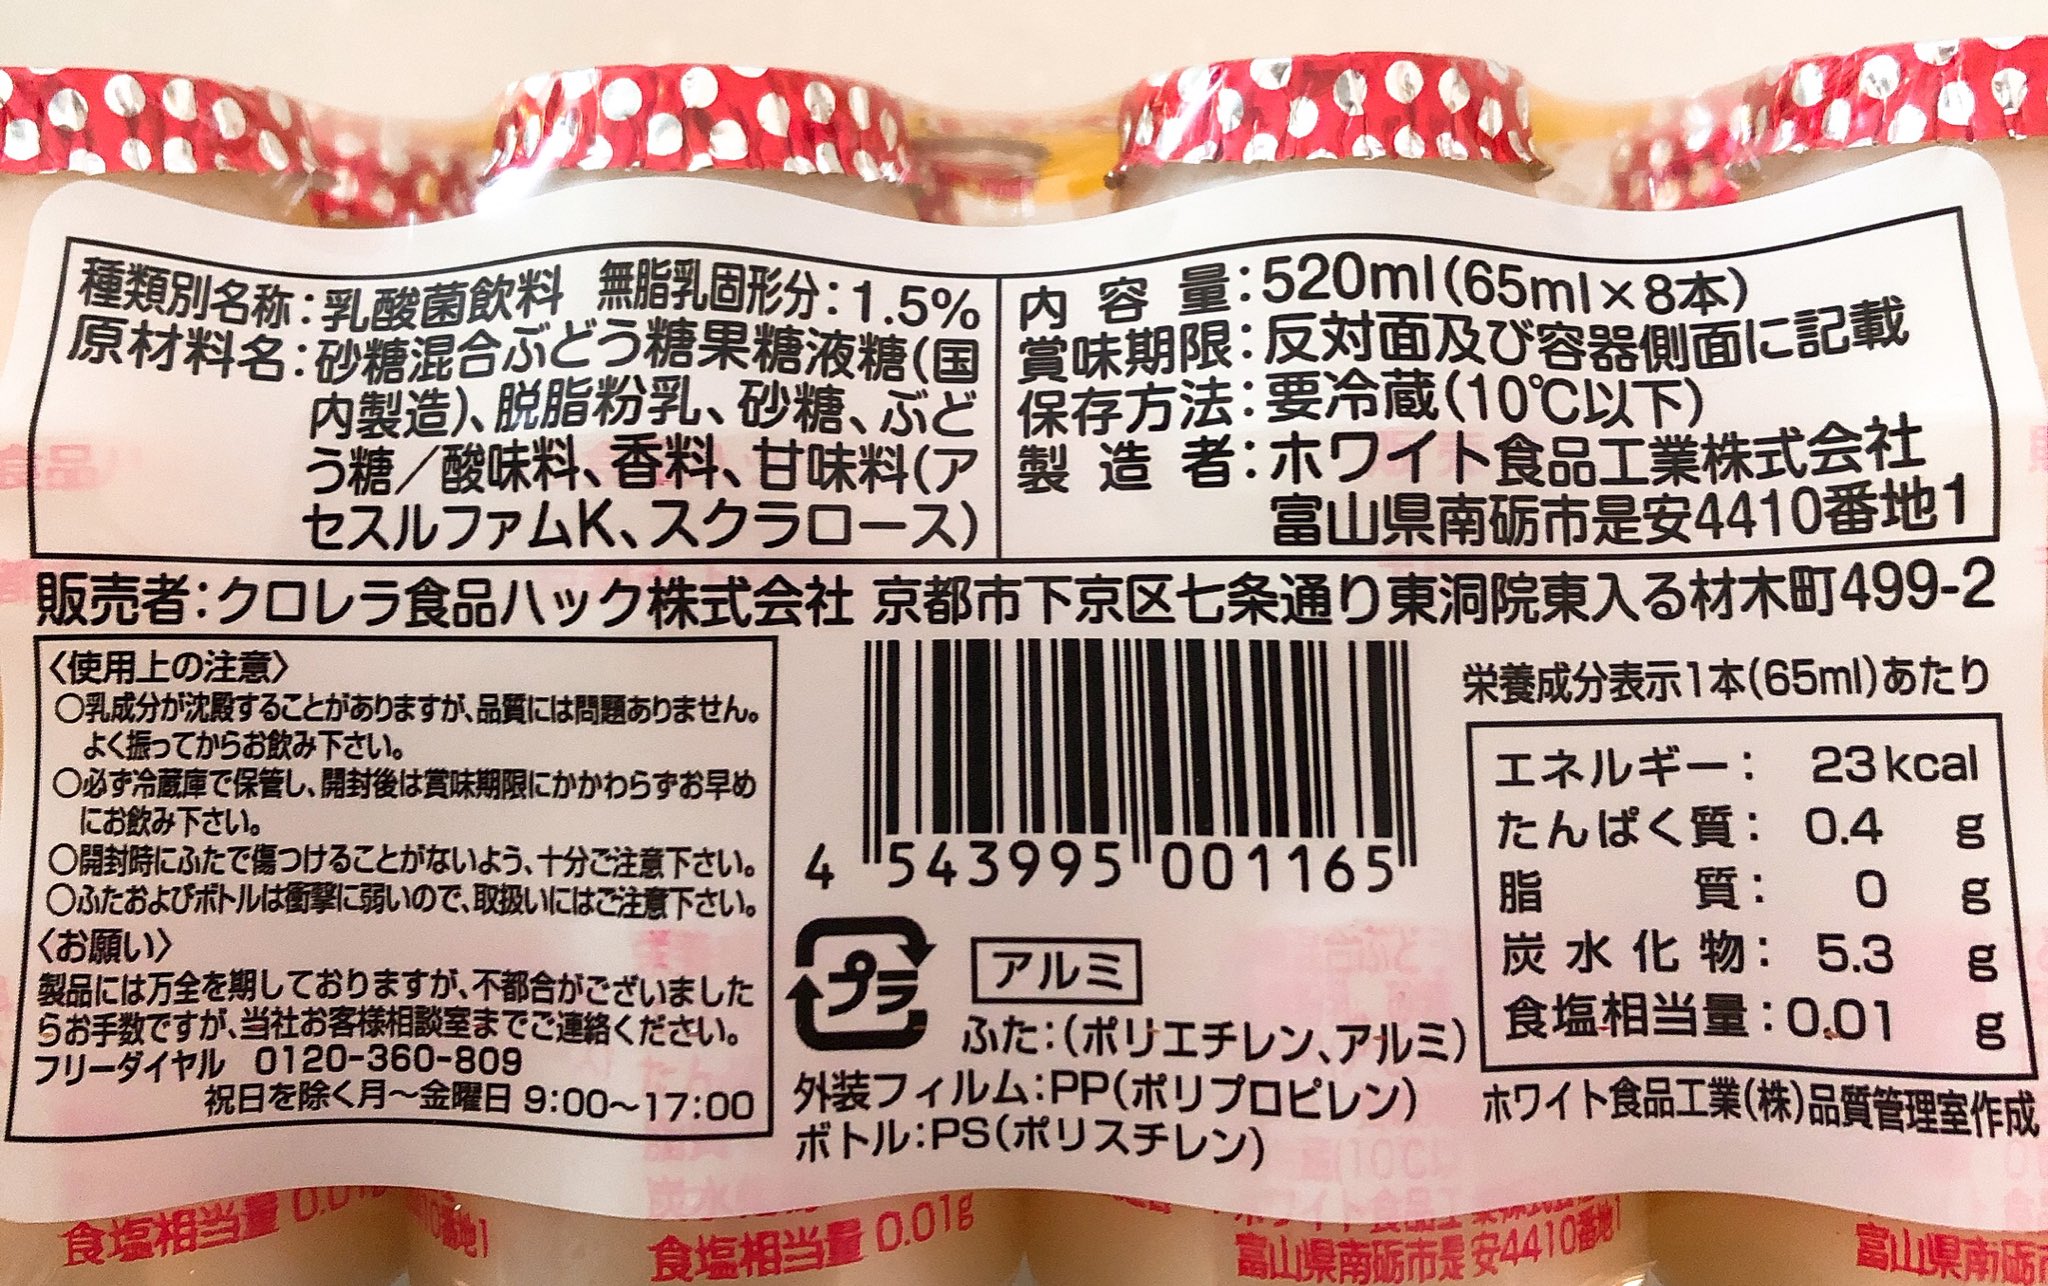 種類別名称:乳酸菌飲料 無脂乳固形分:1.5%
原材料名:砂糖混合ぶどう糖果糖液糖(国
内製造)、脱脂粉乳、砂糖、ぶど
う糖/酸味料、香料、甘味料(ア
セスルファムK、スクラロース)
内容量:520ml(65ml×8本)
賞味期限:反対面及び容器側面に記載
保存方法:要冷蔵(10℃以下)
製造者:ホワイト食品工業株式会社
富山県南砺市是安4410番地1
販売者:クロレラ食品ハック株式会社 京都市下京区七条通り東洞院東入る材木町499-2
〈使用上の注意〉
○乳成分が沈殿することがありますが、品質には問題ありません。
よく振ってからお飲み下さい。
○必ず冷蔵庫で保管し、開封後は賞味期限にかかわらずお早め
にお飲み下さい。
○開封時にふたで傷つけることがないよう、十分ご注意下さい。
○ふたおよびボトルは衝撃に弱いので、取扱いにはご注意下さい。
〈お願い〉
製品には万全を期しておりますが、不都合がございました
らお手数ですが、当社お客様相談室までご連絡ください。
フリーダイヤル 0120-360-809
祝日を除く月〜金曜日 9:00〜17:00
4 543995 001165
プラ
アルミ
ふた:(ポリエチレン、アルミ)
外装フィルム:PP(ポリプロピレン)
ボトル:PS(ポリスチレン)
栄養成分表示1本(65ml)あたり
エネルギー: 23kcal
たんぱく質: 0.4 g
脂質: 0 g
炭水化物: 5.3 g
食塩相当量:0.01 g
ホワイト食品工業(株)品質管理室作成
食塩相当量
食塩相当量 0.01g
富山県南砺市是安4410番地1
富山県南砺